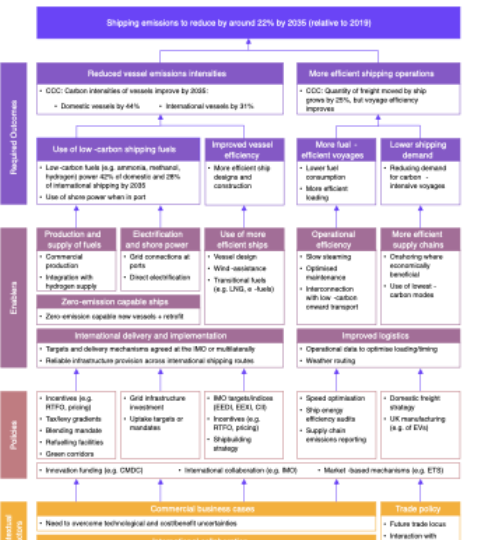 Shipping emissions to reduce by around 22% by 2035 (relative to 2019)
Required Outcomes
Reduced vessel emissions intensities
• CCC: Carbon intensities of vessels improve by 2035:
• Domestic vessels by 44%
• International vessels by 31%
More efficient shipping operations
• CCC: Quantity of freight moved by ship
grows by 25%, but voyage efficiency
improves
Use of low -carbon shipping fuels
• Low-carbon fuels (e.g. ammonia, methanol,
hydrogen) power 42% of domestic and 28%
of international shipping by 2035
• Use of shore power when in port
Improved vessel
efficiency
• More efficient ship
designs and
construction
More fuel -
efficient voyages
• Lower fuel
consumption
• More efficient
loading
Lower shipping
demand
• Reducing demand
for carbon -
intensive voyages
Enablers
Production and
supply of fuels
• Commercial
production
• Integration with
hydrogen supply
Electrification
and shore power
• Grid connections at
ports
• Direct electrification
Use of more
efficient ships
• Vessel design
• Wind -assistance
• Transitional fuels
(e.g. LNG, e -fuels)
Operational
efficiency
• Slow steaming
• Optimised
maintenance
• Interconnection
with low -carbon
onward transport
More efficient
supply chains
• Onshoring where
economically
beneficial
• Use of lowest -
carbon modes
Zero-emission capable ships
• Zero-emission capable new vessels + retrofit
International delivery and implementation
• Targets and delivery mechanisms agreed at the IMO or multilaterally
• Reliable infrastructure provision across international shipping routes
Improved logistics
• Operational data to optimise loading/timing
• Weather routing
Policies
• Incentives (e.g.
RTFO, pricing)
• Tax/levy gradients
• Blending mandate
• Refuelling facilities
• Green corridors
• Grid infrastructure
investment
• Uptake targets or
mandates
• IMO targets/indices
(EEDI, EEXI, CII)
• Incentives (e.g.
RTFO, pricing)
• Shipbuilding
strategy
• Speed optimisation
• Ship energy
efficiency audits
• Supply chain
emissions reporting
• Domestic freight
strategy
• UK manufacturing
(e.g. of EVs)
• Innovation funding (e.g. CMDC)
• International collaboration (e.g. IMO)
• Market -based mechanisms (e.g. ETS)
Commercial business cases
• Need to overcome technological and cost/benefit uncertainties
Trade policy
• Future trade locus
• Interaction with